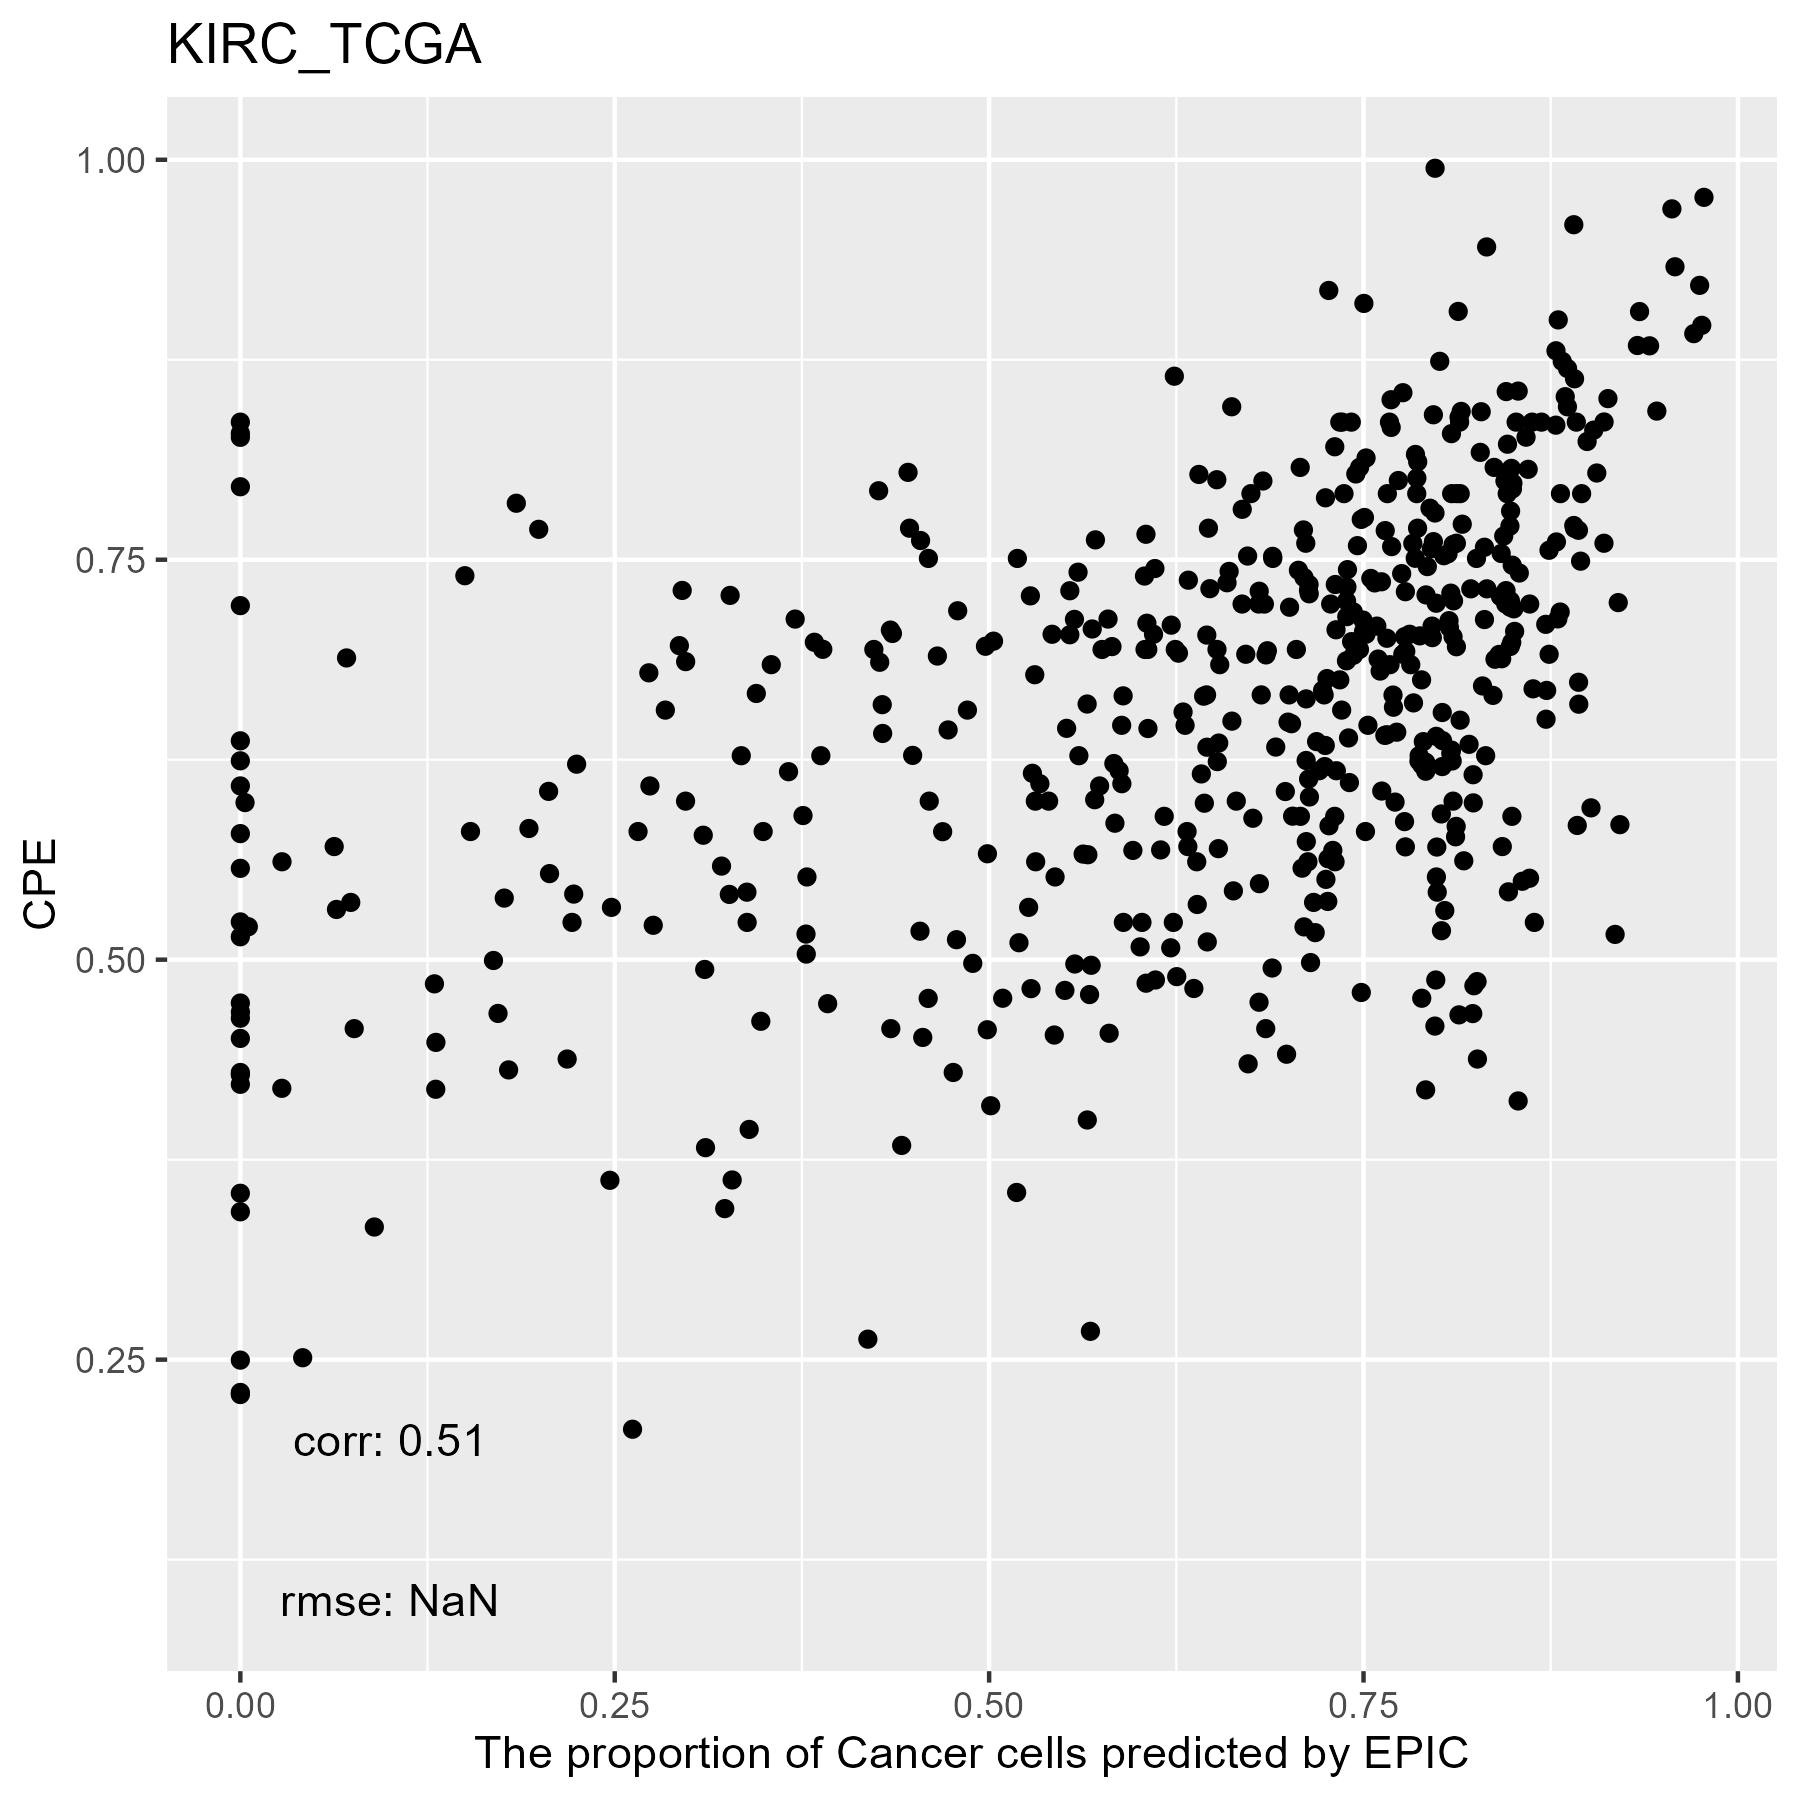 KIRC_TCGA
1.00
0.75
0.50
0.25
CPE
corr: 0.51
rmse: NaN
0.00 0.25 0.50 0.75 1.00
The proportion of Cancer cells predicted by EPIC